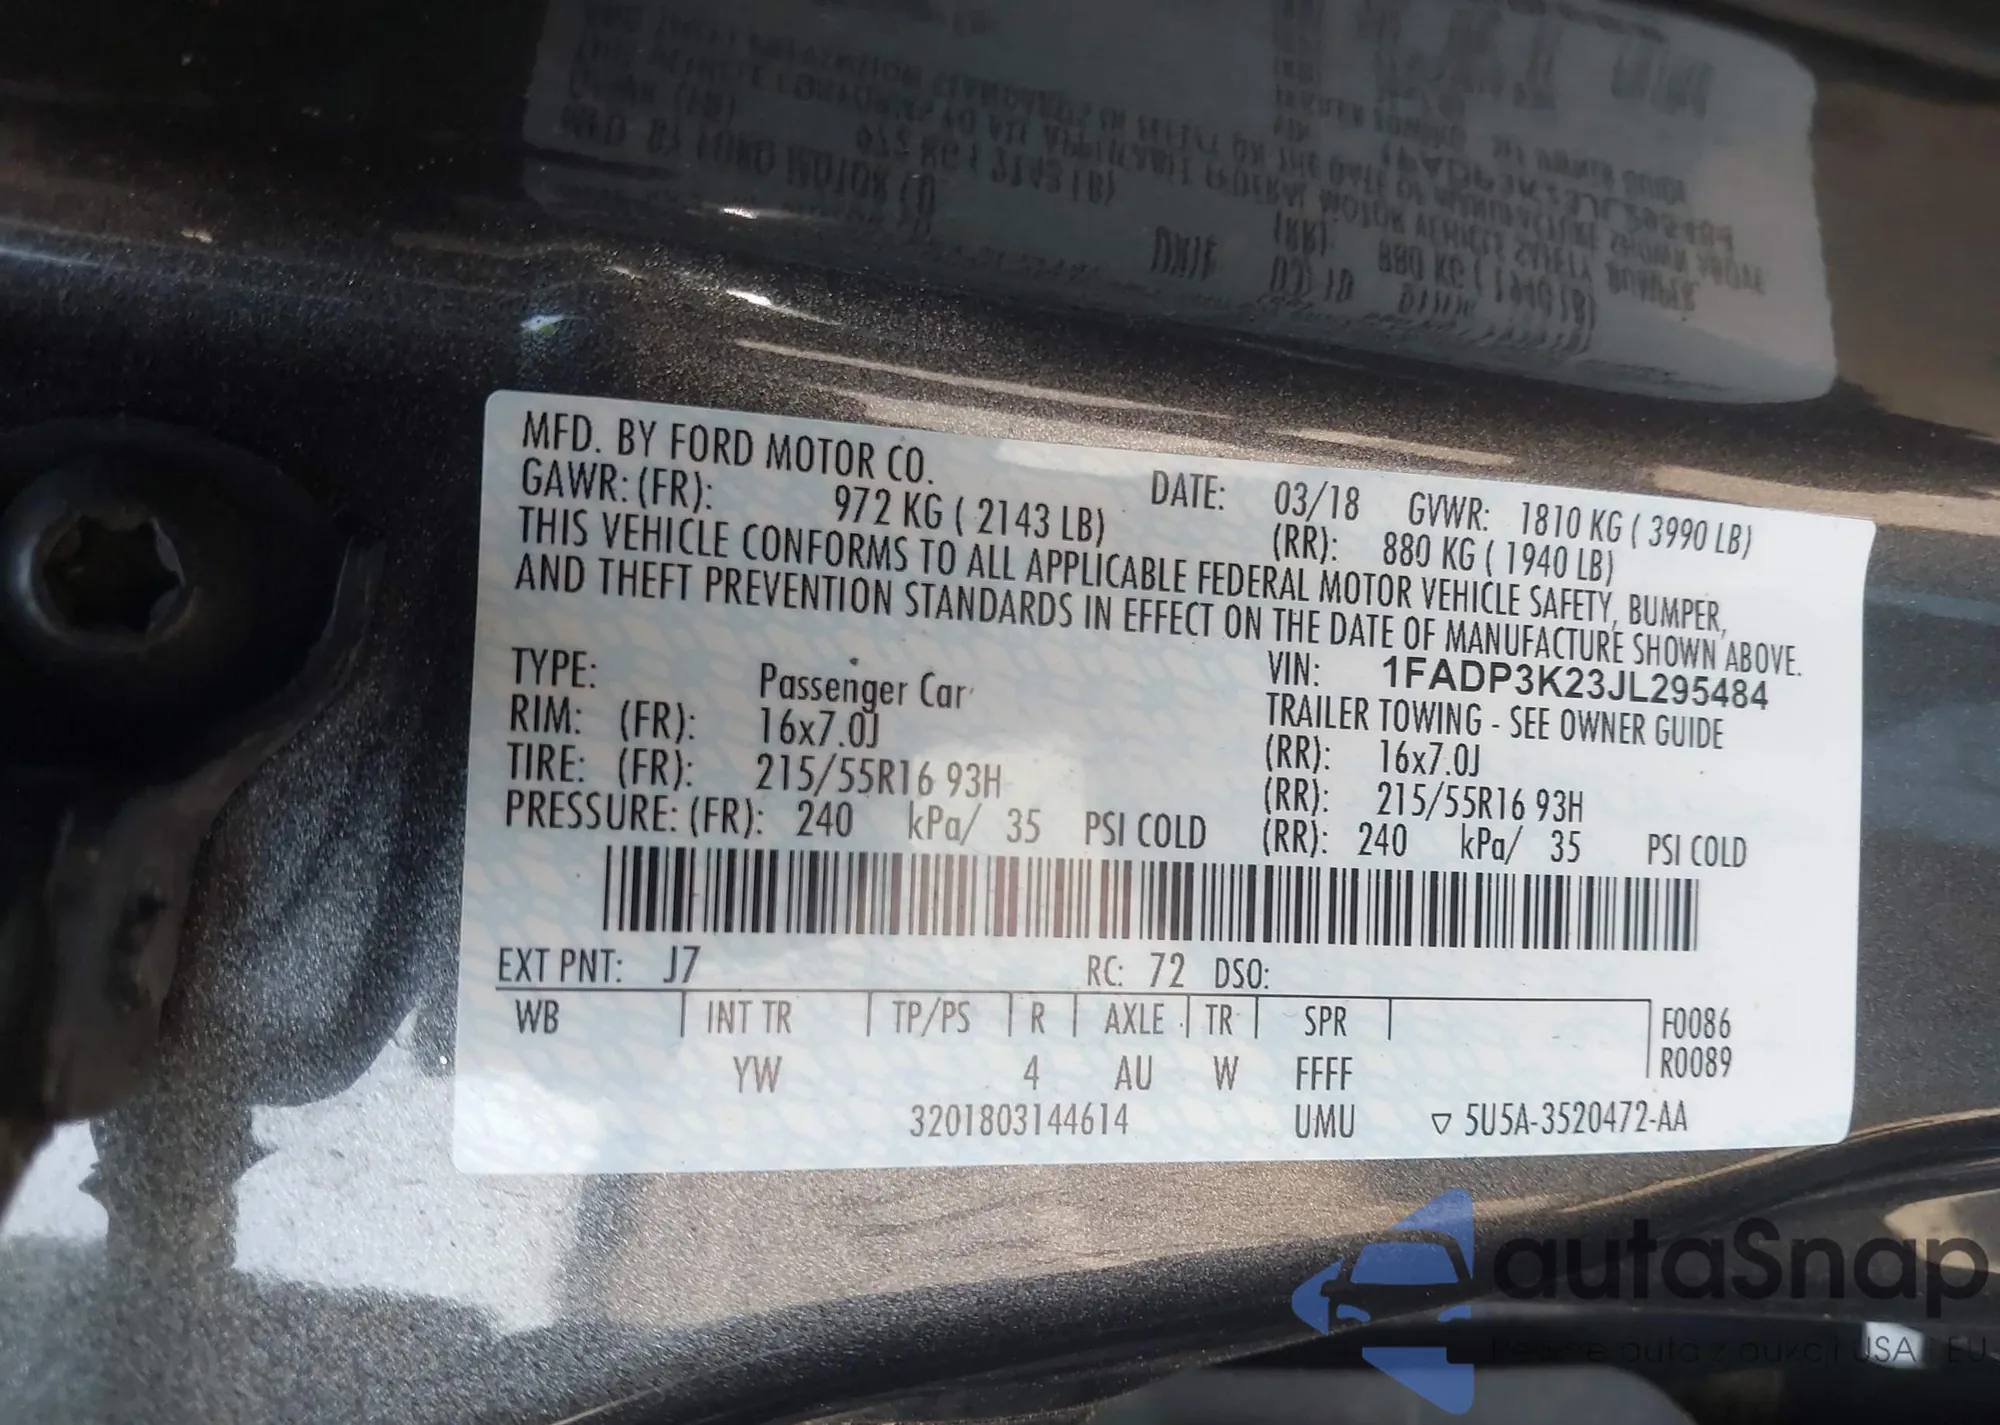 MFD. BY FORD MOTOR CO. DATE: 03/18 GVWR: 1810 KG ( 3990 LB)
GAWR: (FR): 972 KG ( 2143 LB) (RR): 880 KG ( 1940 LB)
THIS VEHICLE CONFORMS TO ALL APPLICABLE FEDERAL MOTOR VEHICLE SAFETY, BUMPER,
AND THEFT PREVENTION STANDARDS IN EFFECT ON THE DATE OF MANUFACTURE SHOWN ABOVE.
VIN: 1FADP3K23JL295484
TYPE: Passenger Car TRAILER TOWING - SEE OWNER GUIDE
RIM: (FR): 16x7.0J (RR): 16x7.0J
TIRE: (FR): 215/55R16 93H (RR): 215/55R16 93H
PRESSURE: (FR): 240 kPa/ 35 PSI COLD (RR): 240 kPa/ 35 PSI COLD
EXT PNT: J7 RC: 72 DSO:
WB INT TR TP/PS R AXLE TR SPR F0086
YW 4 AU W FFFF R0089
3201803144614 UMU ▽ 5U5A-3520472-AA
autaSnap
auta z aukcji USA EU